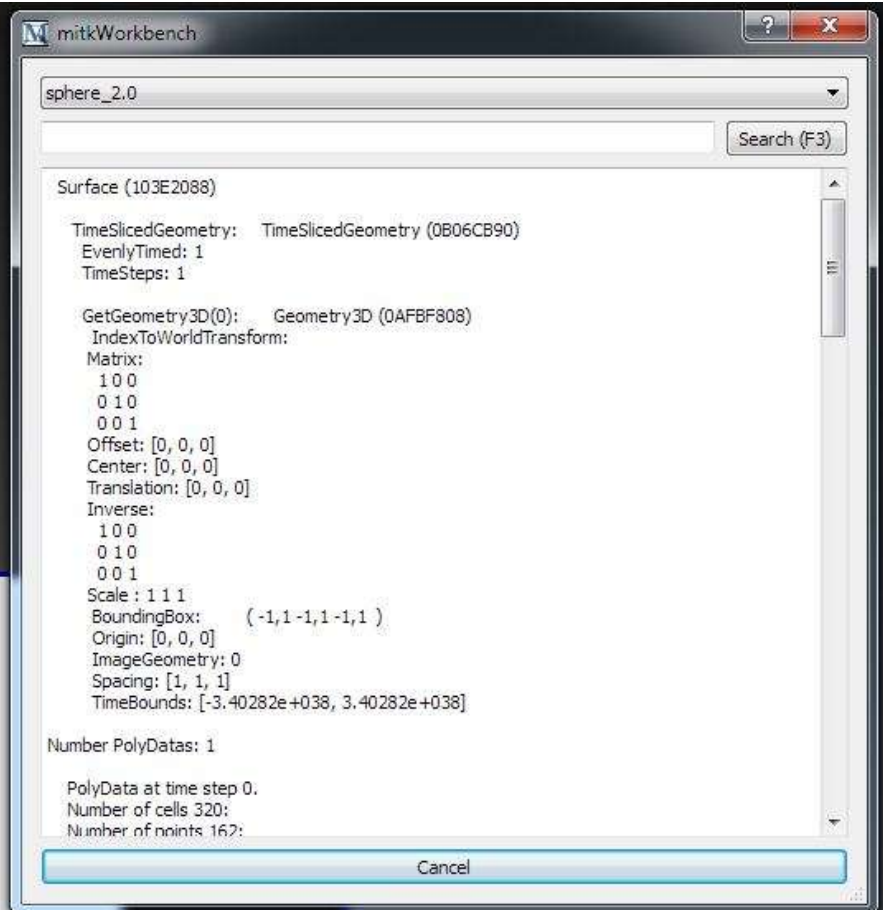 mitkWorkbench
sphere_2.0
Search (F3)
Surface (103E2088)
TimeSlicedGeometry: TimeSlicedGeometry (0B06CB90)
EvenlyTimed: 1
TimeSteps: 1
GetGeometry3D(0): Geometry3D (0AFBF808)
IndexToWorldTransform:
Matrix:
1 0 0
0 1 0
0 0 1
Offset: [0, 0, 0]
Center: [0, 0, 0]
Translation: [0, 0, 0]
Inverse:
1 0 0
0 1 0
0 0 1
Scale : 1 1 1
BoundingBox: ( -1,1 -1,1 -1,1 )
Origin: [0, 0, 0]
ImageGeometry: 0
Spacing: [1, 1, 1]
TimeBounds: [-3.40282e+038, 3.40282e+038]
Number PolyDatas: 1
PolyData at time step 0.
Number of cells 320:
Number of points 162:
Cancel